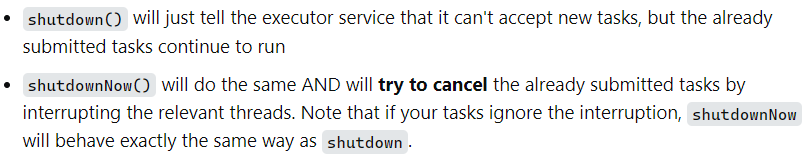 • shutdown() will just tell the executor service that it can't accept new tasks, but the already
submitted tasks continue to run
• shutdownNow() will do the same AND will try to cancel the already submitted tasks by
interrupting the relevant threads. Note that if your tasks ignore the interruption, shutdownNow
will behave exactly the same way as shutdown.